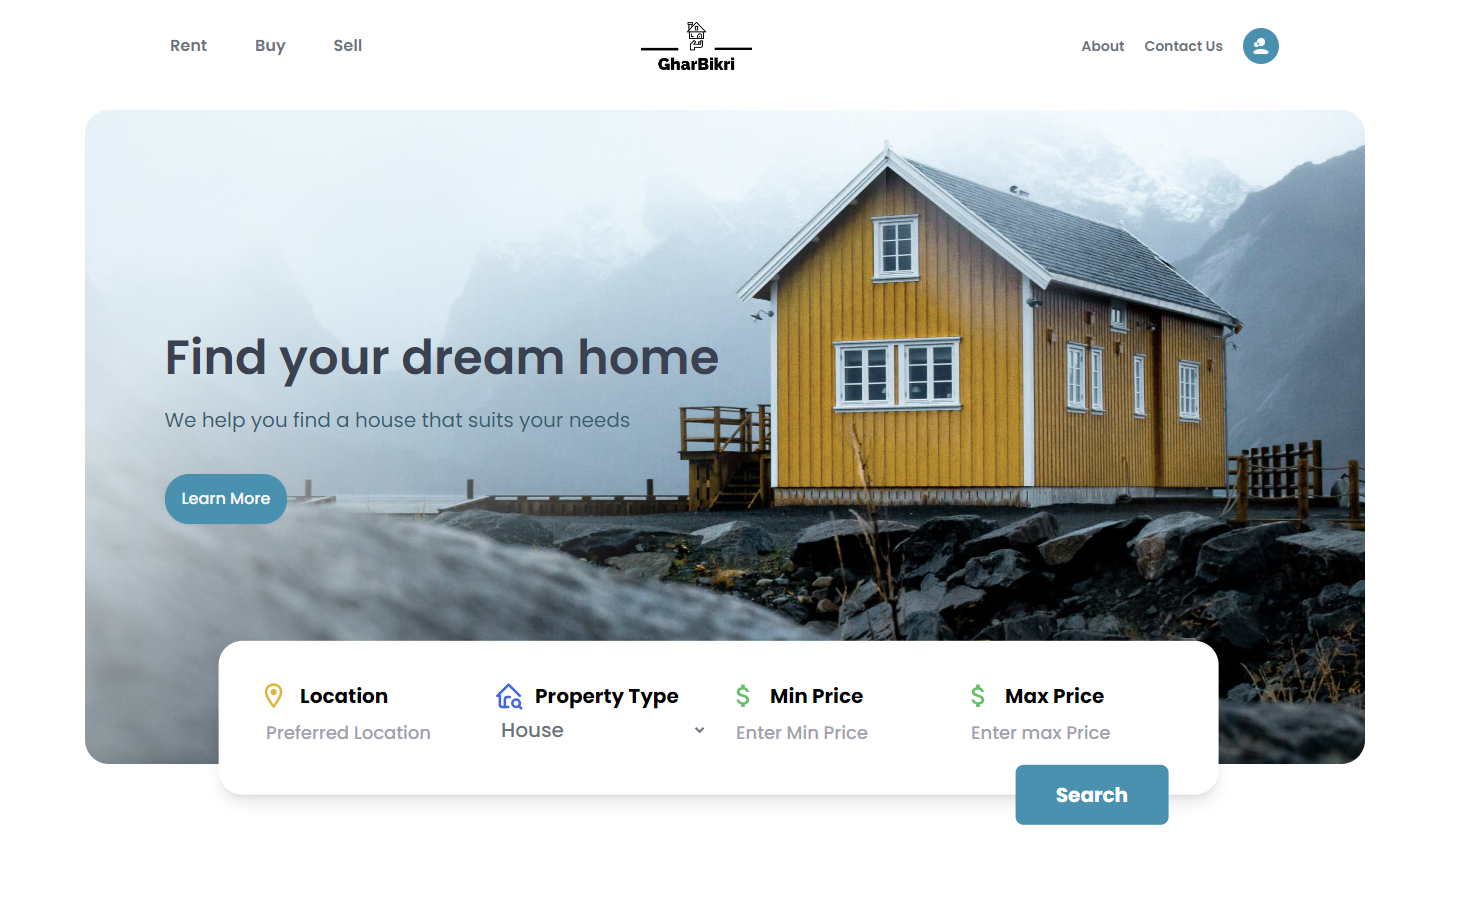 Rent Buy Sell
GharBikri
About Contact Us
Find your dream home
We help you find a house that suits your needs
Learn More
Location
Preferred Location
Property Type
House
Min Price
Enter Min Price
Max Price
Enter max Price
Search